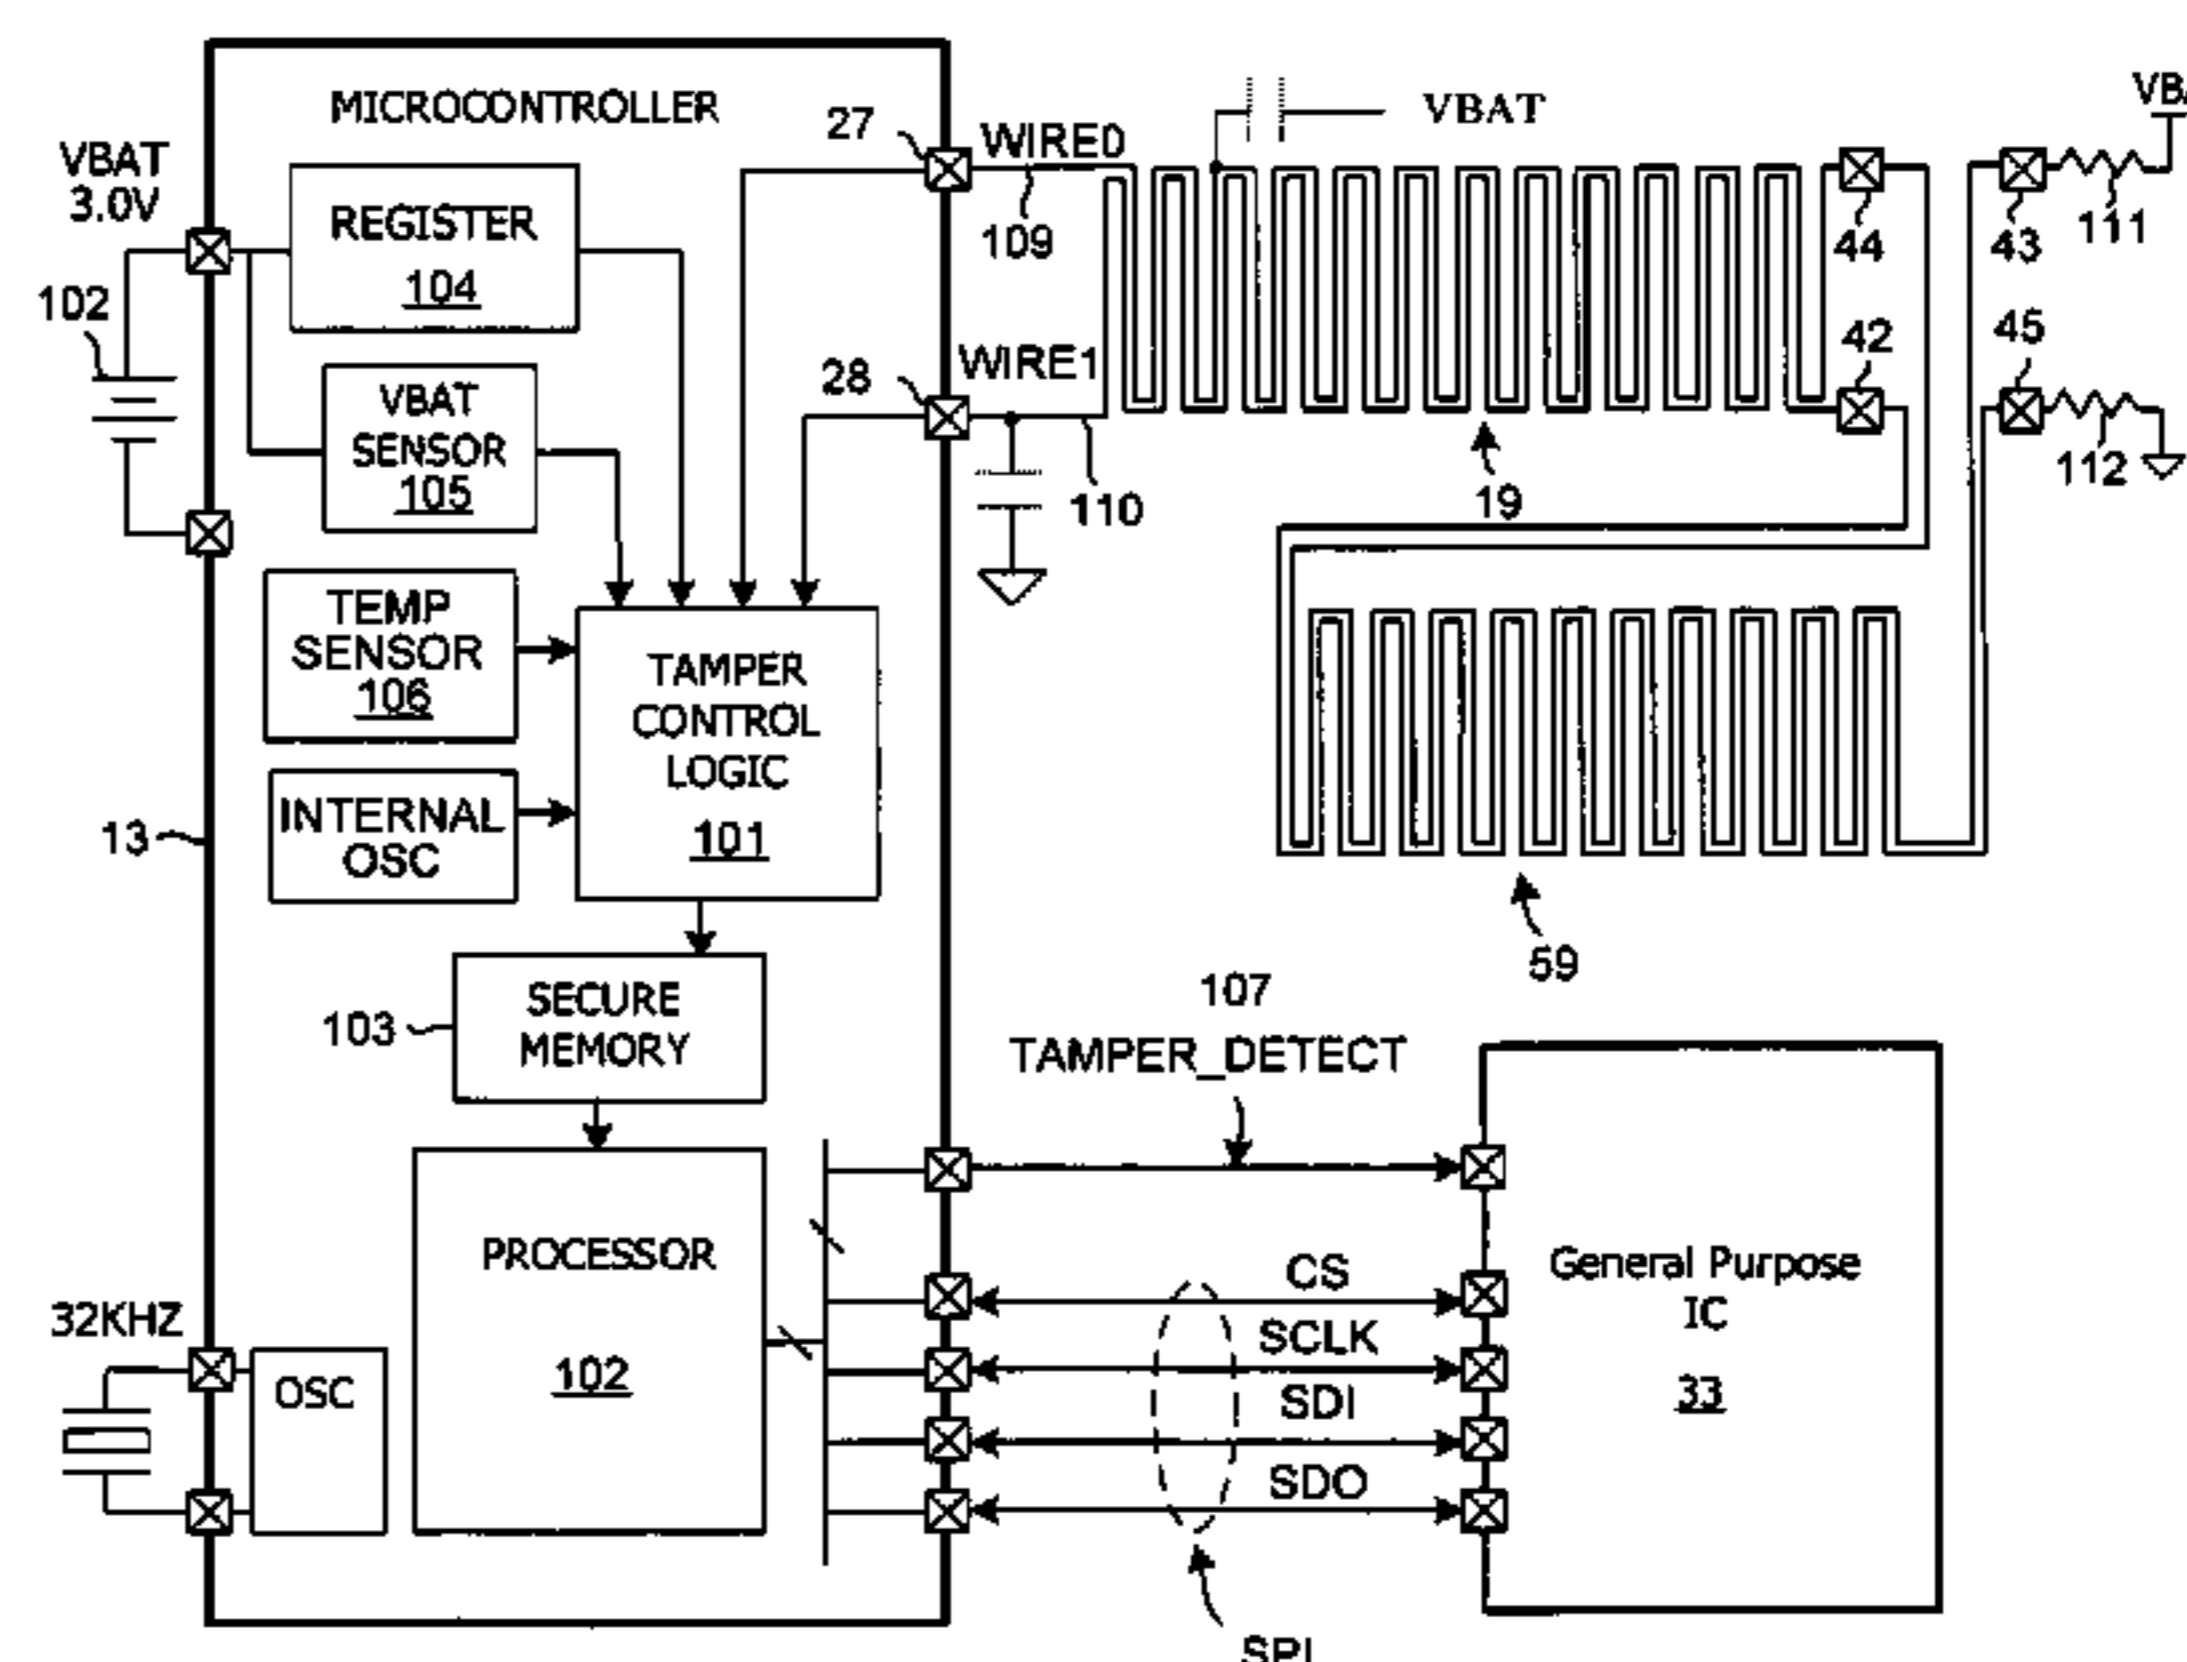 MICROCONTROLLER
VBAT
3.0V
102
REGISTER
104
VBAT
SENSOR
105
TEMP
SENSOR
106
INTERNAL
OSC
13
TAMPER
CONTROL
LOGIC
101
103
SECURE
MEMORY
PROCESSOR
102
32KHZ
OSC
27
WIRE0
109
VBAT
28
WIRE1
110
19
44
43
111
42
45
112
59
107
TAMPER_DETECT
CS
SCLK
SDI
SDO
General Purpose
IC
33